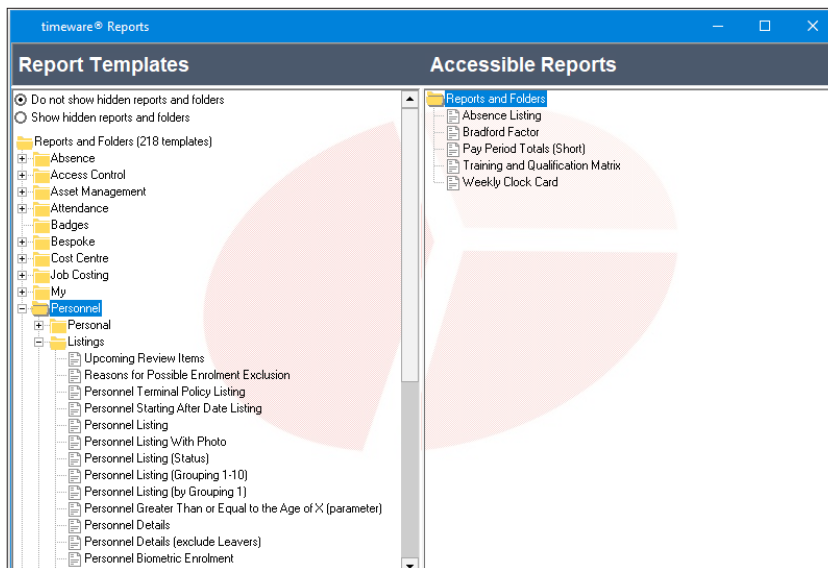 timeware® Reports
Report Templates
Accessible Reports
Do not show hidden reports and folders
Show hidden reports and folders
Reports and Folders (218 templates)
Absence
Access Control
Asset Management
Attendance
Badges
Bespoke
Cost Centre
Job Costing
My
Personnel
Personal
Listings
Upcoming Review Items
Reasons for Possible Enrolment Exclusion
Personnel Terminal Policy Listing
Personnel Starting After Date Listing
Personnel Listing
Personnel Listing With Photo
Personnel Listing (Status)
Personnel Listing (Grouping 1-10)
Personnel Listing (by Grouping 1)
Personnel Greater Than or Equal to the Age of X (parameter)
Personnel Details
Personnel Details (exclude Leavers)
Personnel Biometric Enrolment
Reports and Folders
Absence Listing
Bradford Factor
Pay Period Totals (Short)
Training and Qualification Matrix
Weekly Clock Card